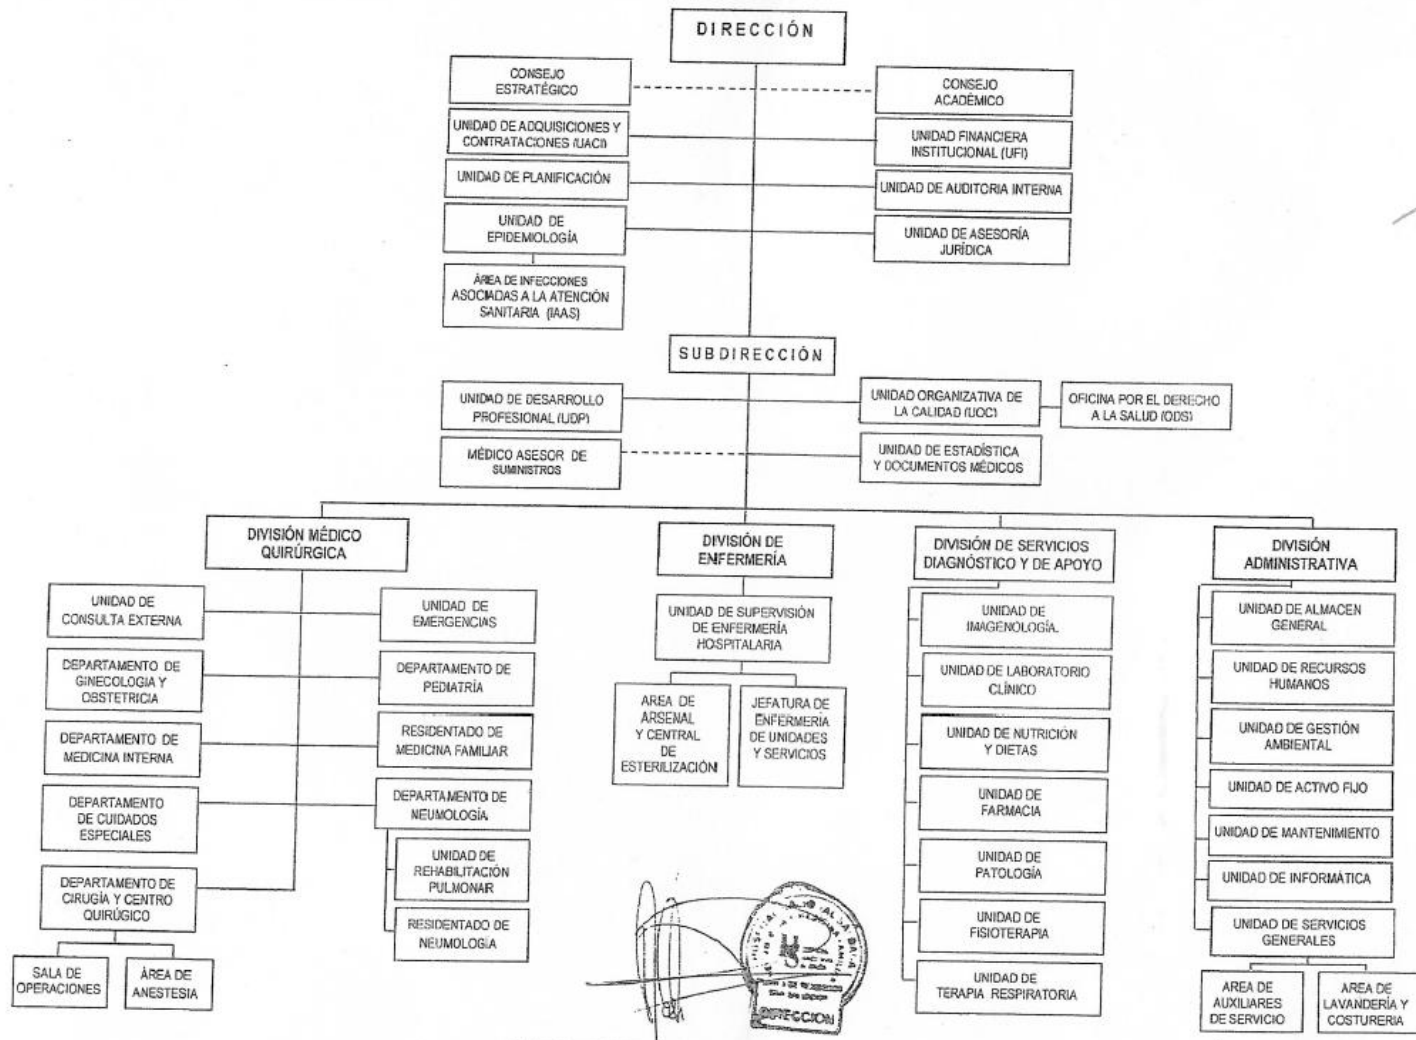 DIRECCIÓN
CONSEJO
ESTRATÉGICO
CONSEJO
ACADÉMICO
UNIDAD DE ADQUISICIONES Y
CONTRATACIONES (UACI)
UNIDAD FINANCIERA
INSTITUCIONAL (UFI)
UNIDAD DE PLANIFICACIÓN
UNIDAD DE AUDITORIA INTERNA
UNIDAD DE
EPIDEMIOLOGÍA
UNIDAD DE ASESORÍA
JURÍDICA
ÁREA DE INFECCIONES
ASOCIADAS A LA ATENCIÓN
SANITARIA (IAAS)
SUBDIRECCIÓN
UNIDAD DE DESARROLLO
PROFESIONAL (UDP)
UNIDAD ORGANIZATIVA DE
LA CALIDAD (UOC)
OFICINA POR EL DERECHO
A LA SALUD (ODS)
MÉDICO ASESOR DE
SUMINISTROS
UNIDAD DE ESTADÍSTICA
Y DOCUMENTOS MÉDICOS
DIVISIÓN MÉDICO
QUIRÚRGICA
UNIDAD DE
CONSULTA EXTERNA
UNIDAD DE
EMERGENCIAS
DEPARTAMENTO DE
GINECOLOGIA Y
OBSTETRICIA
DEPARTAMENTO DE
PEDIATRÍA
DEPARTAMENTO DE
MEDICINA INTERNA
RESIDENTADO DE
MEDICINA FAMILIAR
DEPARTAMENTO
DE CUIDADOS
ESPECIALES
DEPARTAMENTO DE
NEUMOLOGÍA
UNIDAD DE
REHABILITACIÓN
PULMONAR
RESIDENTADO DE
NEUMOLOGÍA
DEPARTAMENTO DE
CIRUGÍA Y CENTRO
QUIRÚGICO
SALA DE
OPERACIONES
ÁREA DE
ANESTESIA
DIVISIÓN DE
ENFERMERÍA
UNIDAD DE SUPERVISIÓN
DE ENFERMERÍA
HOSPITALARIA
AREA DE
ARSENAL
Y CENTRAL
DE
ESTERILIZACIÓN
JEFATURA DE
ENFERMERÍA
DE UNIDADES
Y SERVICIOS
DIVISIÓN DE SERVICIOS
DIAGNÓSTICO Y DE APOYO
UNIDAD DE
IMAGENOLOGÍA.
UNIDAD DE LABORATORIO
CLÍNICO
UNIDAD DE NUTRICIÓN
Y DIETAS
UNIDAD DE
FARMACIA
UNIDAD DE
PATOLOGÍA
UNIDAD DE
FISIOTERAPIA
UNIDAD DE
TERAPIA RESPIRATORIA
DIVISIÓN
ADMINISTRATIVA
UNIDAD DE ALMACEN
GENERAL
UNIDAD DE RECURSOS
HUMANOS
UNIDAD DE GESTIÓN
AMBIENTAL
UNIDAD DE ACTIVO FIJO
UNIDAD DE MANTENIMIENTO
UNIDAD DE INFORMÁTICA
UNIDAD DE SERVICIOS
GENERALES
AREA DE
AUXILIARES
DE SERVICIO
AREA DE
LAVANDERÍA Y
COSTURERIA
DIRECCION